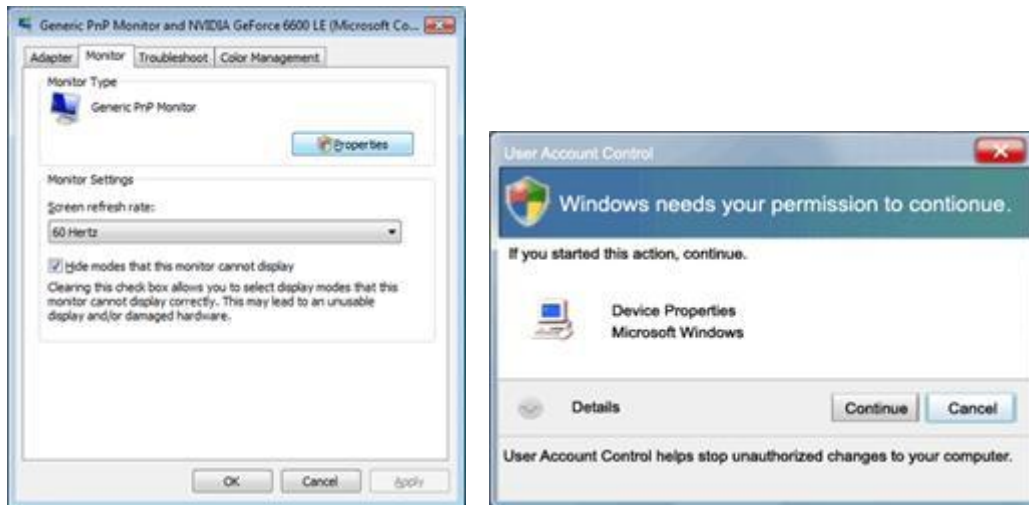 Generic PnP Monitor and NVIDIA GeForce 6600 LE (Microsoft Co...
Adapter Monitor Troubleshoot Color Management
Monitor Type
Generic PnP Monitor
Properties
Monitor Settings
Screen refresh rate:
60 Hertz
Hide modes that this monitor cannot display
Clearing this check box allows you to select display modes that this
monitor cannot display correctly. This may lead to an unusable
display and/or damaged hardware.
OK Cancel Apply
User Account Control
Windows needs your permission to contionue.
If you started this action, continue.
Device Properties
Microsoft Windows
Details Continue Cancel
User Account Control helps stop unauthorized changes to your computer.